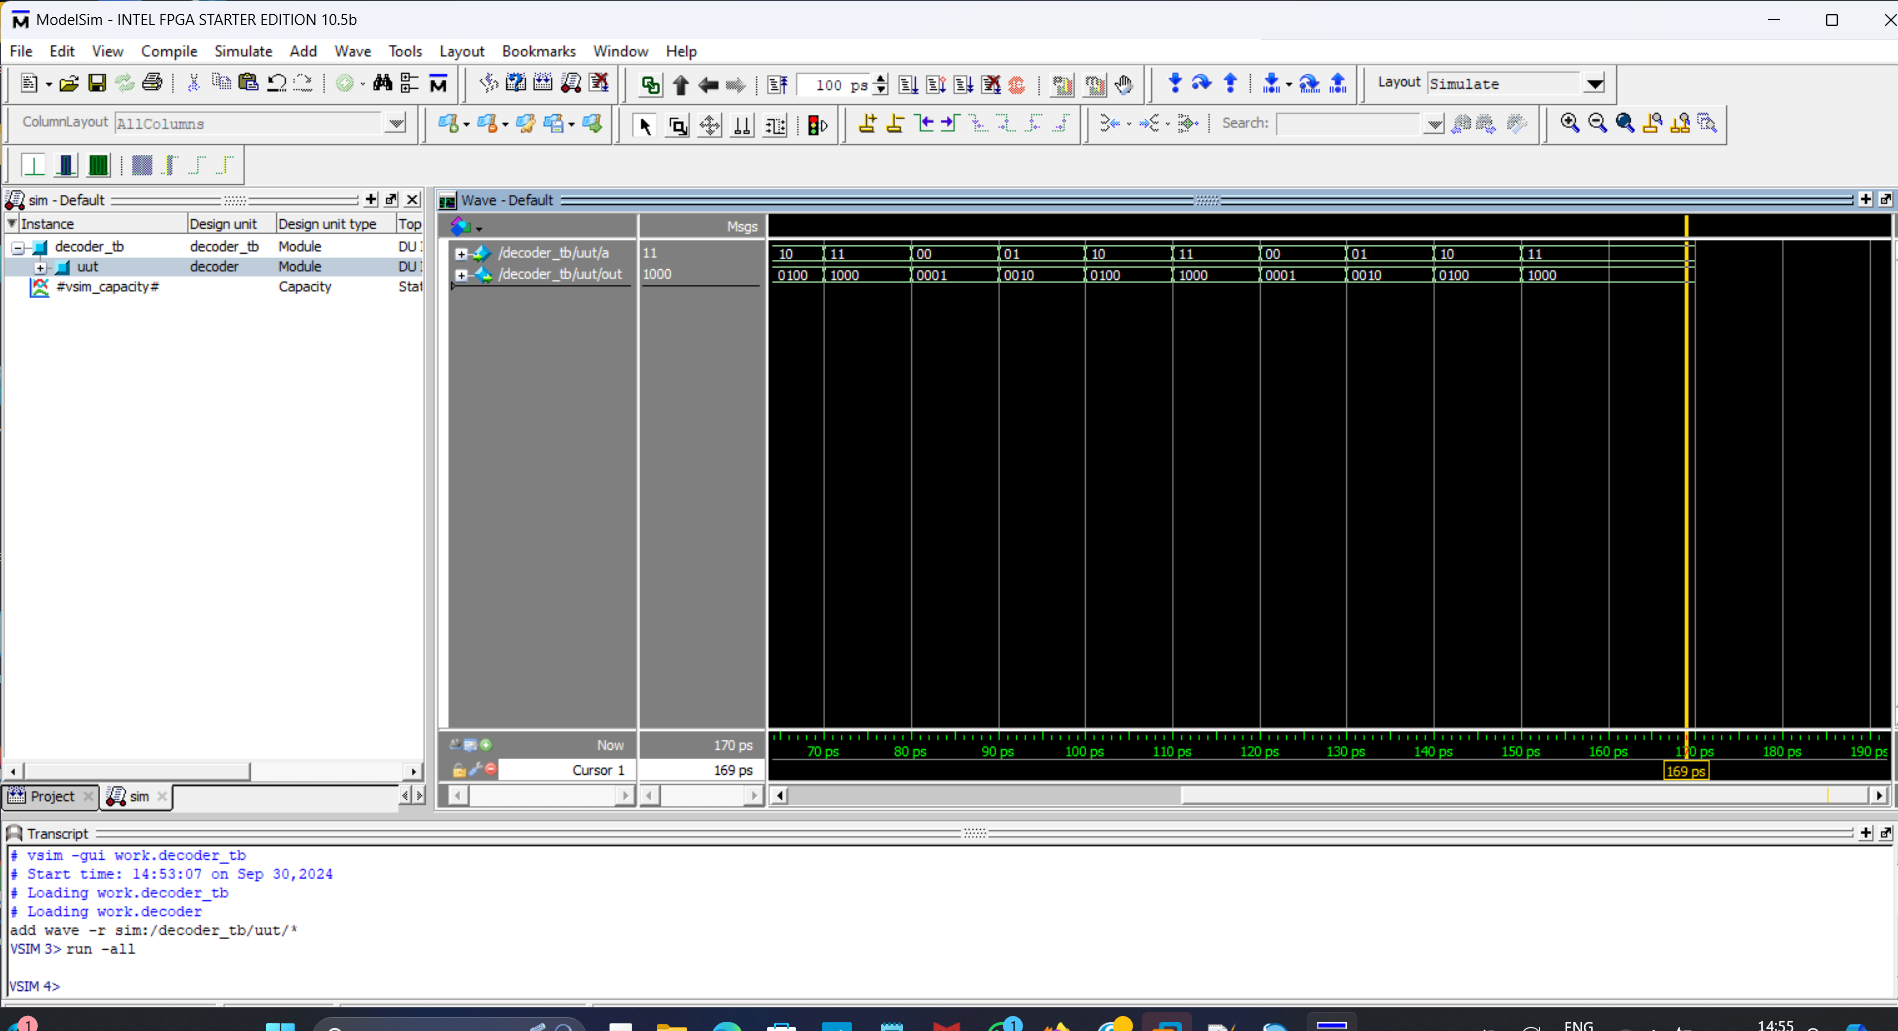 ModelSim - INTEL FPGA STARTER EDITION 10.5b
File Edit View Compile Simulate Add Wave Tools Layout Bookmarks Window Help
100 ps
Layout Simulate
ColumnLayout AllColumns
Search:
sim - Default
Instance Design unit Design unit type Top
decoder_tb decoder_tb Module DU
uut decoder Module DU
#vsim_capacity# Capacity Stat
Project sim
Wave - Default
Msgs
/decoder_tb/uut/a 11 10 11 00 01 10 11 00 01 10 11
/decoder_tb/uut/out 1000 0100 1000 0001 0010 0100 1000 0001 0010 0100 1000
Now 170 ps 70 ps 80 ps 90 ps 100 ps 110 ps 120 ps 130 ps 140 ps 150 ps 160 ps 170 ps 180 ps 190 ps
Cursor 1 169 ps 169 ps
Transcript
# vsim -gui work.decoder_tb
# Start time: 14:53:07 on Sep 30,2024
# Loading work.decoder_tb
# Loading work.decoder
add wave -r sim:/decoder_tb/uut/*
VSIM 3> run -all
VSIM 4>
1 1 ENG 14:55